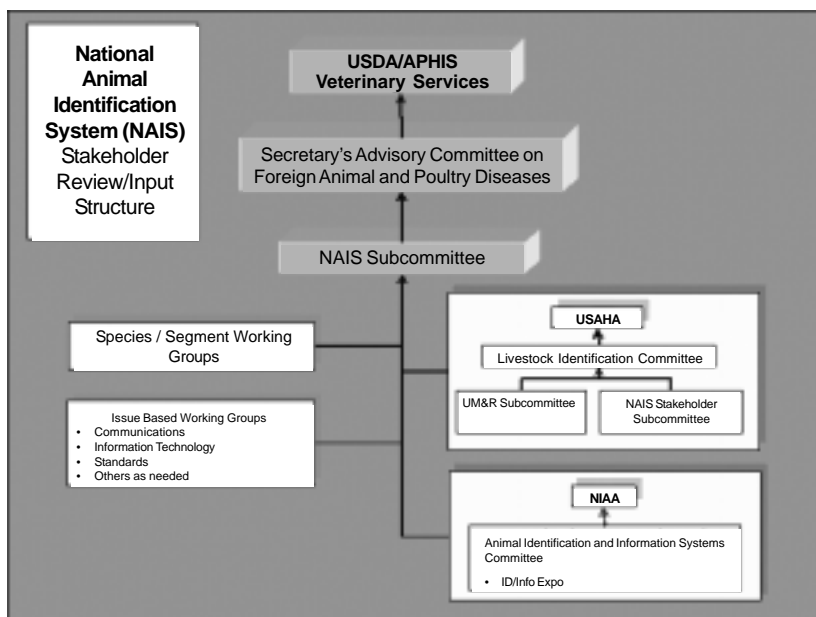 National
Animal
Identification
System (NAIS)
Stakeholder
Review/Input
Structure
USDA/APHIS
Veterinary Services
Secretary's Advisory Committee on
Foreign Animal and Poultry Diseases
NAIS Subcommittee
Species / Segment Working
Groups
Issue Based Working Groups
• Communications
• Information Technology
• Standards
• Others as needed
USAHA
Livestock Identification Committee
UM&R Subcommittee
NAIS Stakeholder
Subcommittee
NIAA
Animal Identification and Information Systems
Committee
• ID/Info Expo